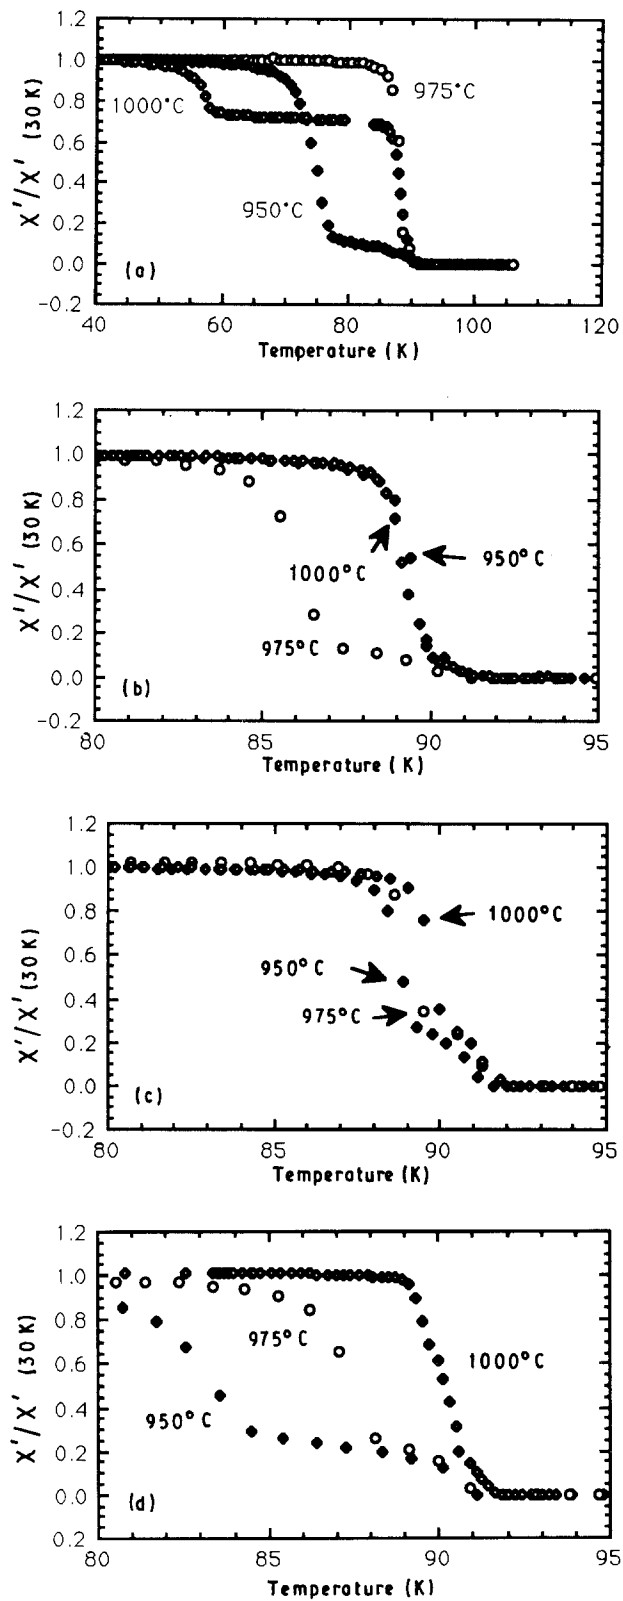 1.2
1.0
0.8
0.6
0.4
0.2
0.0
-0.2
χ'/χ' (30 K)
975°C
1000°C
950°C
(a)
40 60 80 100 120
Temperature (K)
1.2
1.0
0.8
0.6
0.4
0.2
0.0
-0.2
χ'/χ' (30 K)
1000°C
950°C
975°C
(b)
80 85 90 95
Temperature (K)
1.2
1.0
0.8
0.6
0.4
0.2
0.0
-0.2
χ'/χ' (30 K)
1000°C
950°C
975°C
(c)
80 85 90 95
Temperature (K)
1.2
1.0
0.8
0.6
0.4
0.2
0.0
0.2
χ'/χ' (30 K)
975°C
1000°C
950°C
(d)
80 85 90 95
Temperature (K)